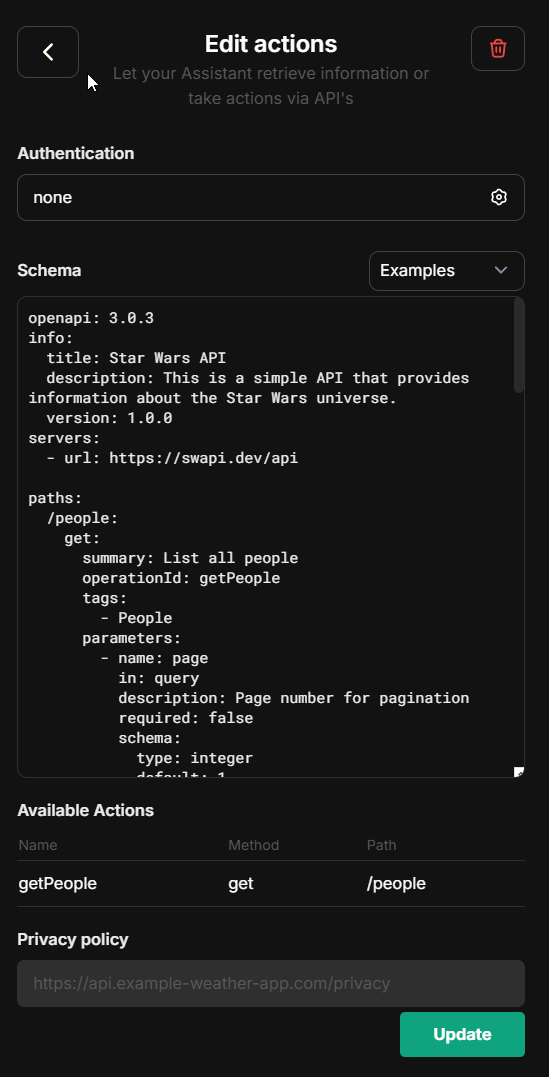 Edit actions
Let your Assistant retrieve information or
take actions via API's
Authentication
none
Schema
Examples
openapi: 3.0.3
info:
  title: Star Wars API
  description: This is a simple API that provides
information about the Star Wars universe.
  version: 1.0.0
servers:
  - url: https://swapi.dev/api

paths:
  /people:
    get:
      summary: List all people
      operationId: getPeople
      tags:
        - People
      parameters:
        - name: page
          in: query
          description: Page number for pagination
          required: false
          schema:
            type: integer
            default: 1
Available Actions
Name Method Path
getPeople get /people
Privacy policy
https://api.example-weather-app.com/privacy
Update